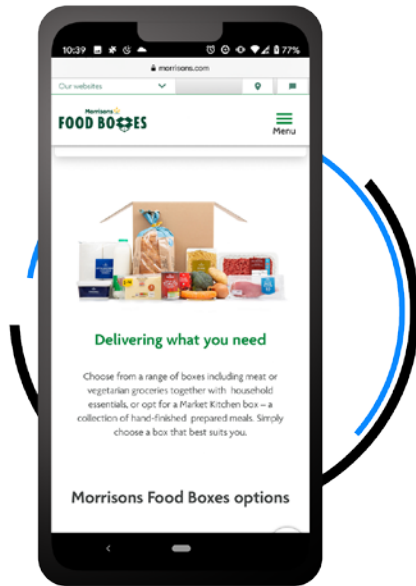 10:39
77%
morrisons.com
Our websites
Morrisons
FOOD BOXES
Menu
Delivering what you need
Choose from a range of boxes including meat or
vegetarian groceries together with household
essentials, or opt for a Market Kitchen box – a
collection of hand-finished prepared meals. Simply
choose a box that best suits you.
Morrisons Food Boxes options